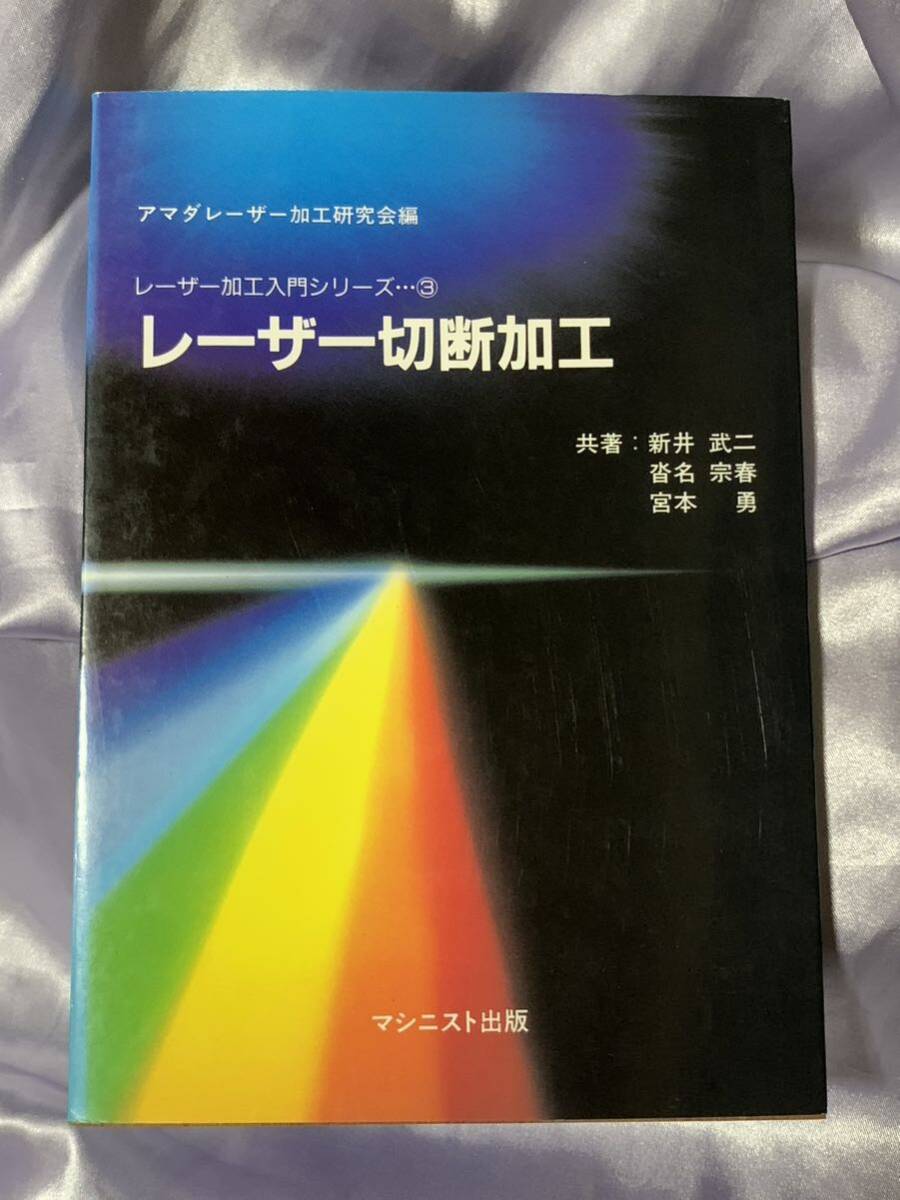 アマダレーザー加工研究会編
レーザー加工入門シリーズ…③
レーザー切断加工
共著：新井 武二
沓名 宗春
宮本 勇
マシニスト出版